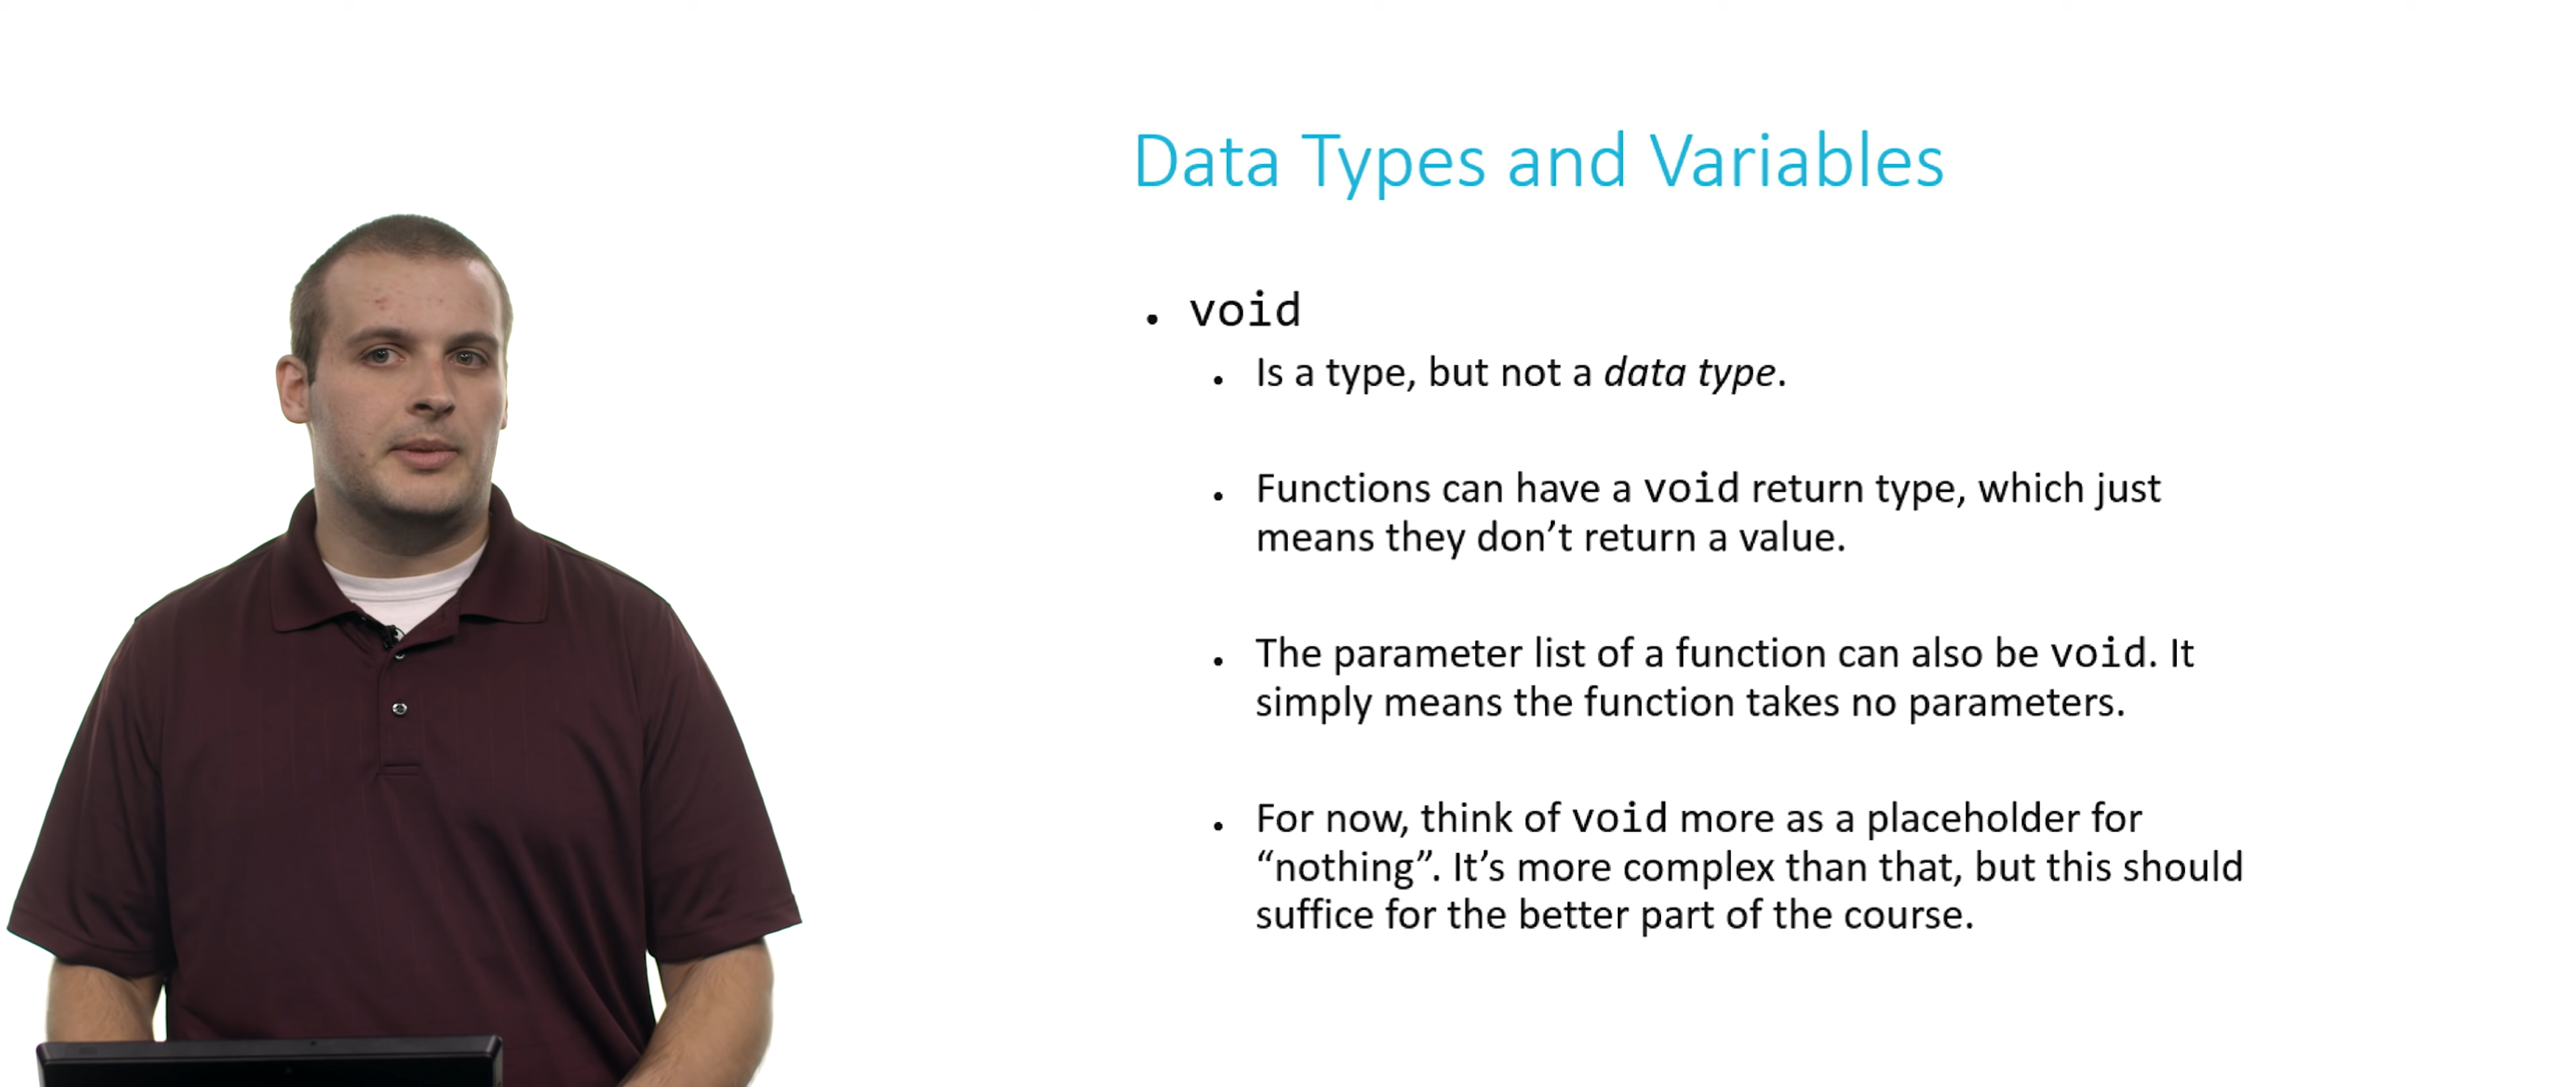 Data Types and Variables
• void
• Is a type, but not a data type.
• Functions can have a void return type, which just
means they don’t return a value.
• The parameter list of a function can also be void. It
simply means the function takes no parameters.
• For now, think of void more as a placeholder for
“nothing”. It’s more complex than that, but this should
suffice for the better part of the course.